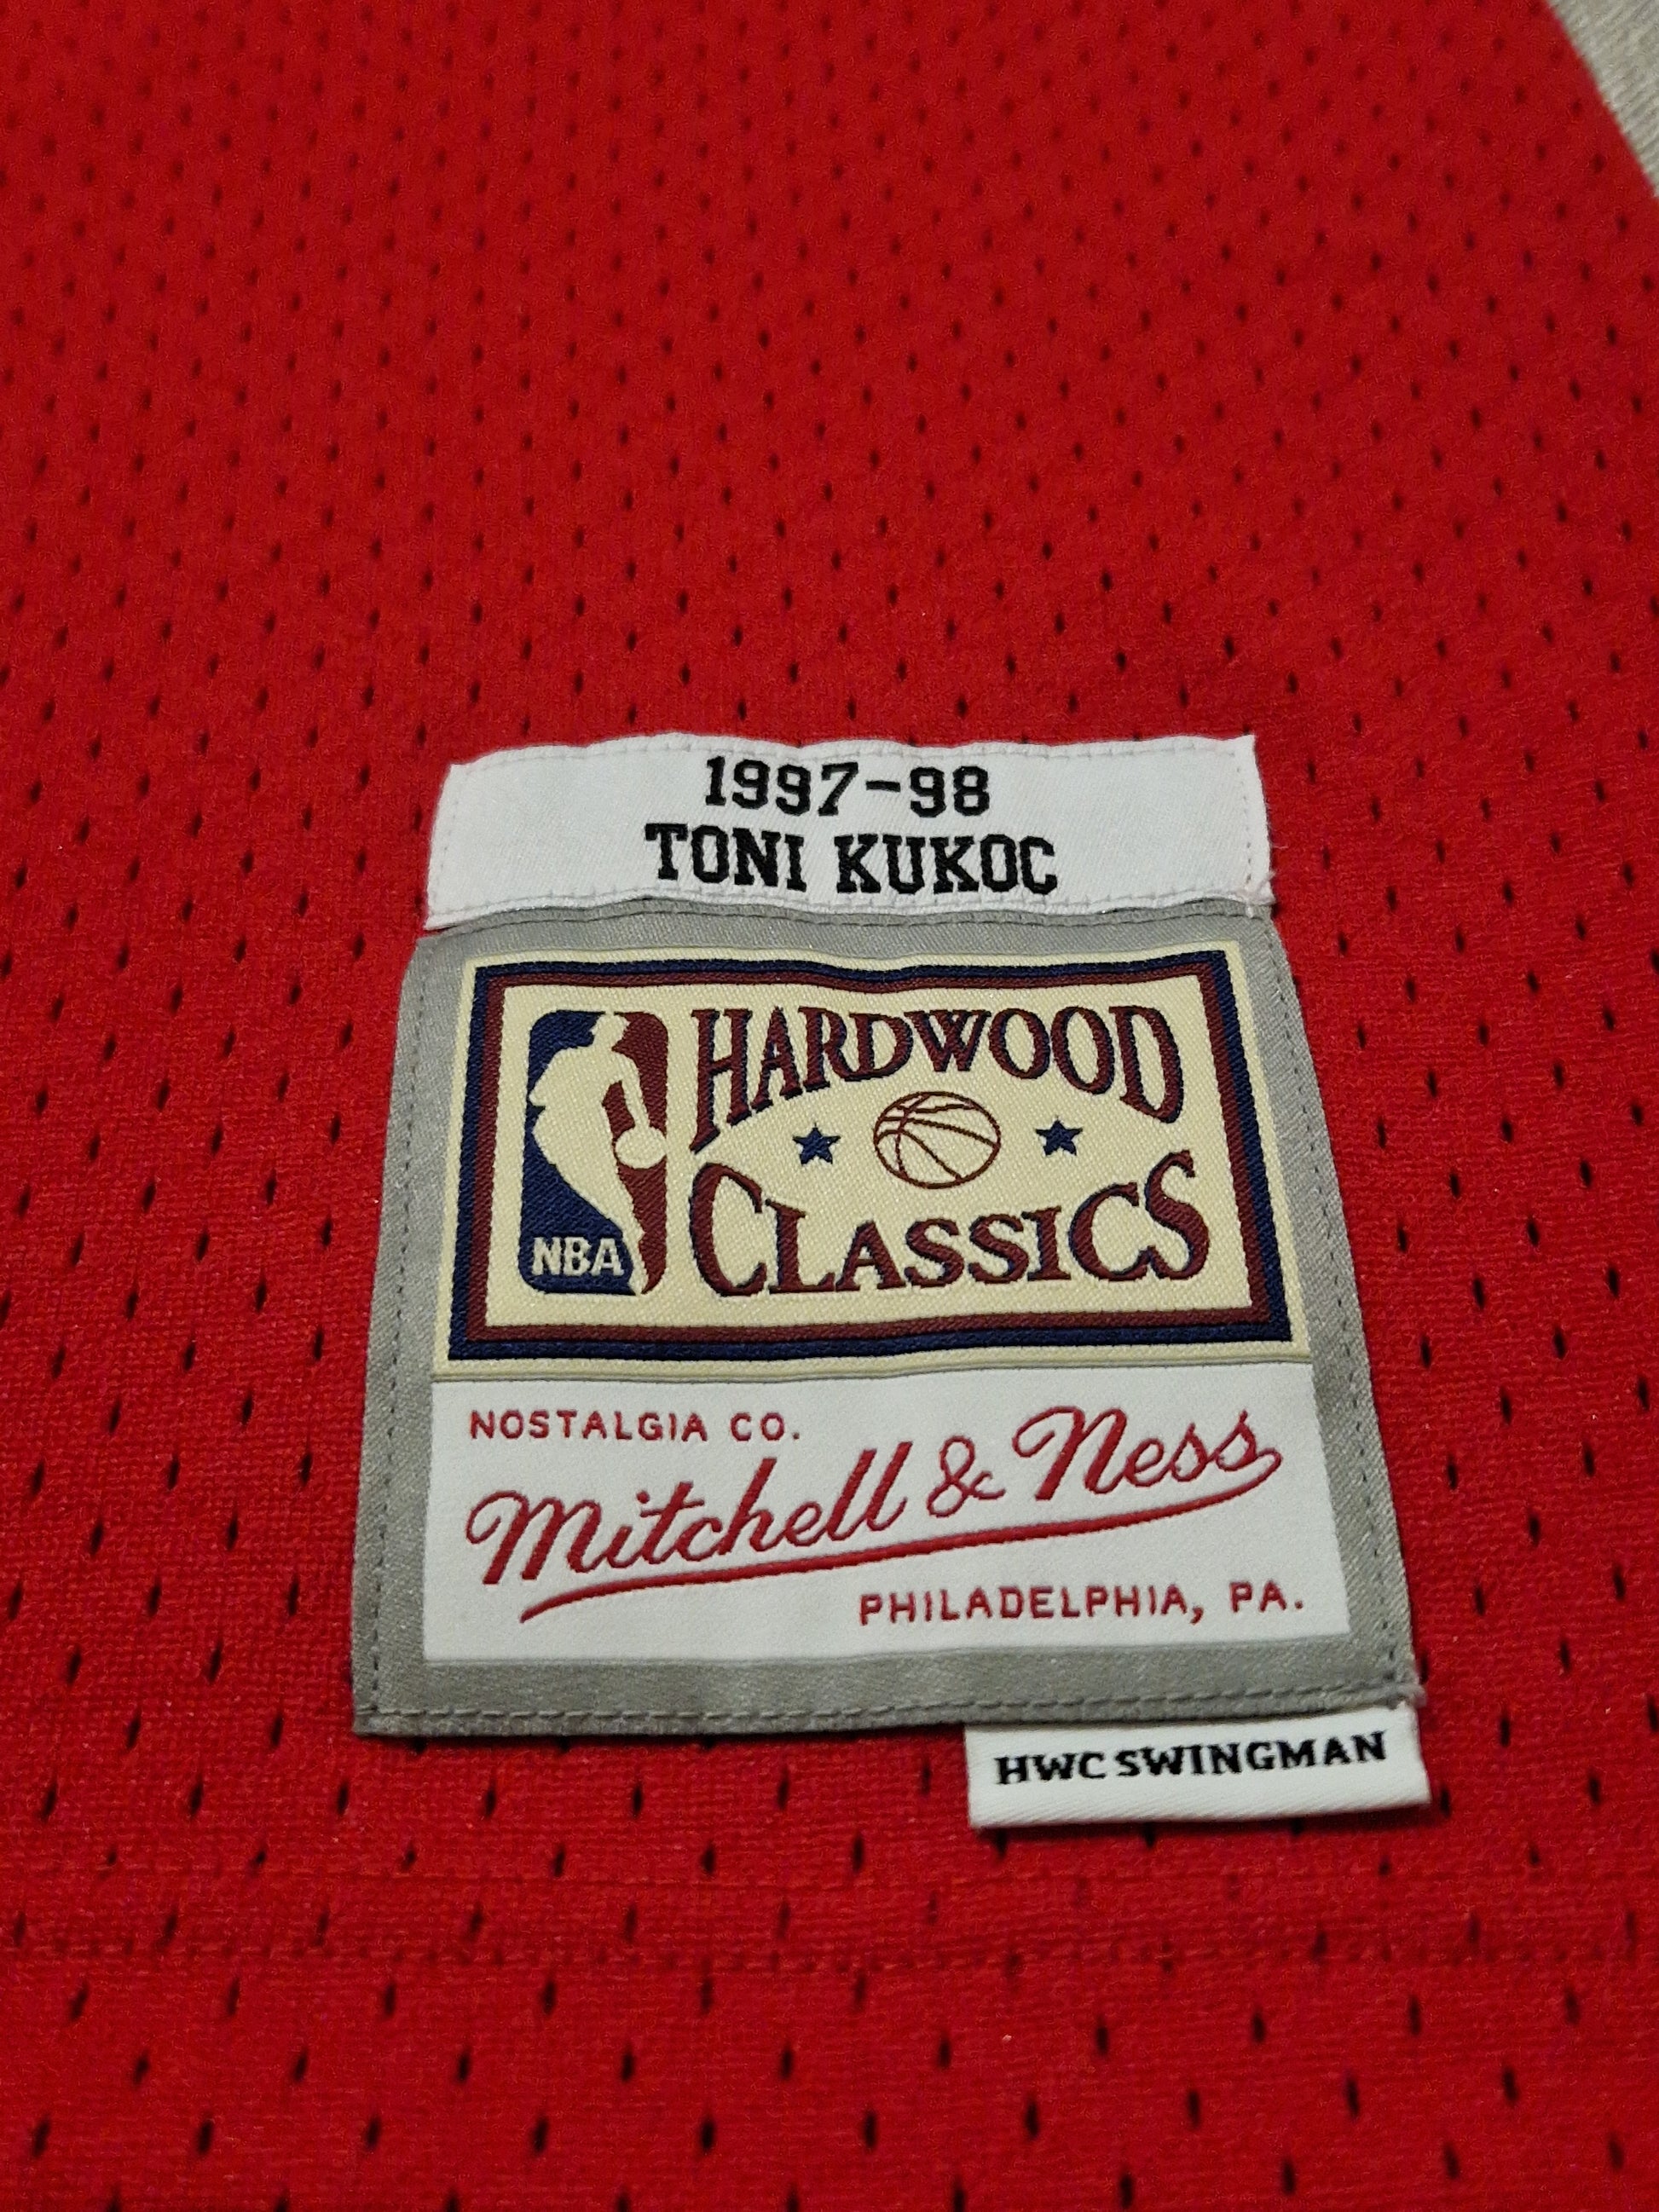 1997-98
TONI KUKOC
HARDWOOD
CLASSICS
NBA
NOSTALGIA CO.
Mitchell & Ness
PHILADELPHIA, PA.
HWC SWINGMAN